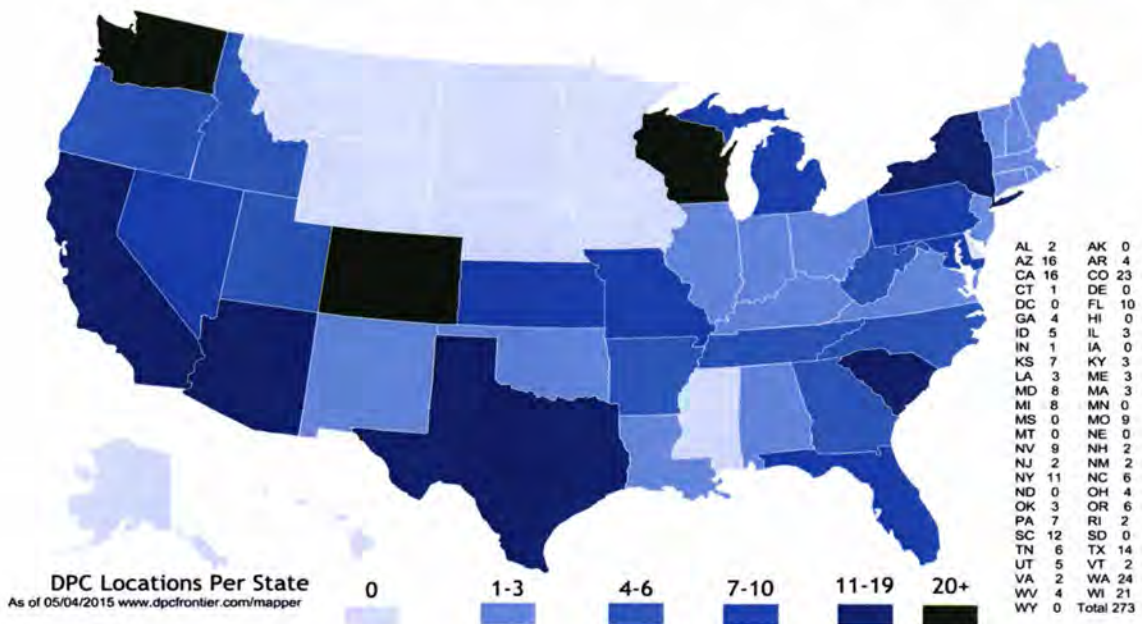 AL 2 AK 0
AZ 16 AR 4
CA 16 CO 23
CT 1 DE 0
DC 0 FL 10
GA 4 HI 0
ID 5 IL 3
IN 1 IA 0
KS 7 KY 3
LA 3 ME 3
MD 8 MA 3
MI 8 MN 0
MS 0 MO 9
MT 0 NE 0
NV 9 NH 2
NJ 2 NM 2
NY 11 NC 6
ND 0 OH 4
OK 3 OR 6
PA 7 RI 2
SC 12 SD 0
TN 6 TX 14
UT 5 VT 2
VA 2 WA 24
WV 4 WI 21
WY 0 Total 273
DPC Locations Per State
As of 05/04/2015 www.dpcfrontier.com/mapper
0 1-3 4-6 7-10 11-19 20+